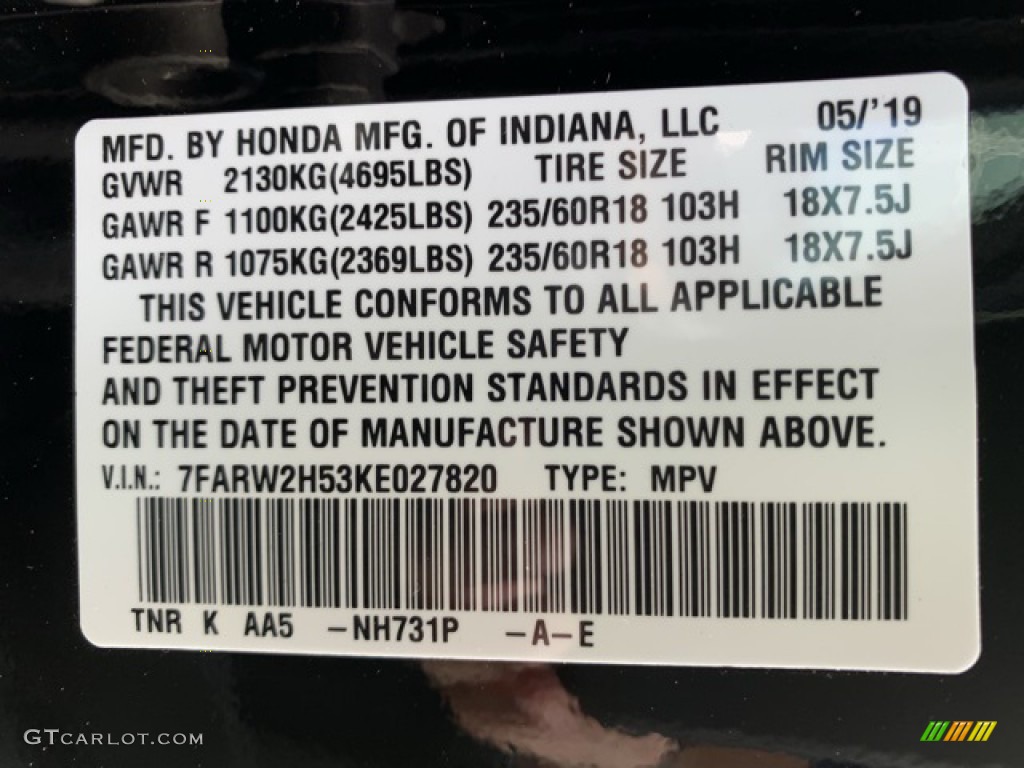 MFD. BY HONDA MFG. OF INDIANA, LLC 05/'19
GVWR 2130KG(4695LBS) TIRE SIZE RIM SIZE
GAWR F 1100KG(2425LBS) 235/60R18 103H 18X7.5J
GAWR R 1075KG(2369LBS) 235/60R18 103H 18X7.5J
THIS VEHICLE CONFORMS TO ALL APPLICABLE
FEDERAL MOTOR VEHICLE SAFETY
AND THEFT PREVENTION STANDARDS IN EFFECT
ON THE DATE OF MANUFACTURE SHOWN ABOVE.
V.I.N.: 7FARW2H53KE027820 TYPE: MPV
TNR K AA5 –NH731P –A–E
GTCARLOT.COM